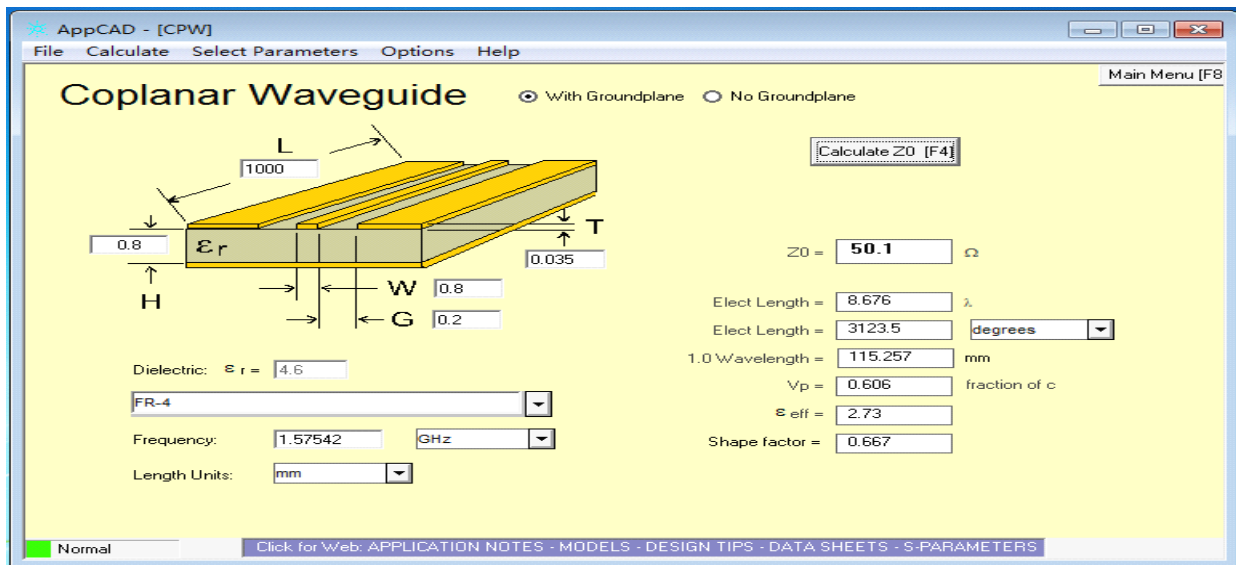 AppCAD - [CPW]
File Calculate Select Parameters Options Help
Main Menu [F8
Coplanar Waveguide
With Groundplane
No Groundplane
Calculate Z0 [F4]
L
1000
0.8
εr
T
0.035
H
W 0.8
G 0.2
Z0 = 50.1 Ω
Elect Length = 8.676 λ
Elect Length = 3123.5 degrees
1.0 Wavelength = 115.257 mm
Vp = 0.606 fraction of c
ε eff = 2.73
Shape factor = 0.667
Dielectric: ε r = 4.6
FR-4
Frequency: 1.57542 GHz
Length Units: mm
Normal
Click for Web: APPLICATION NOTES - MODELS - DESIGN TIPS - DATA SHEETS - S-PARAMETERS